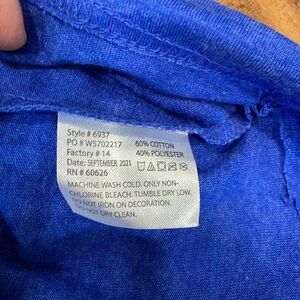 Style # 6937
PO # W5702217
Factory # 14
Date: SEPTEMBER 2021
RN # 60626
60% COTTON
40% POLYESTER
MACHINE WASH COLD. ONLY NON-
CHLORINE BLEACH. TUMBLE DRY LOW.
DO NOT IRON ON DECORATION.
DO NOT DRY CLEAN.